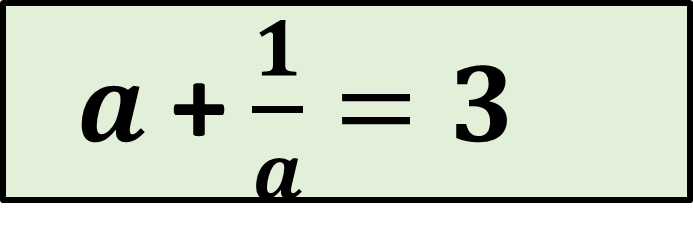 a + 1/a = 3